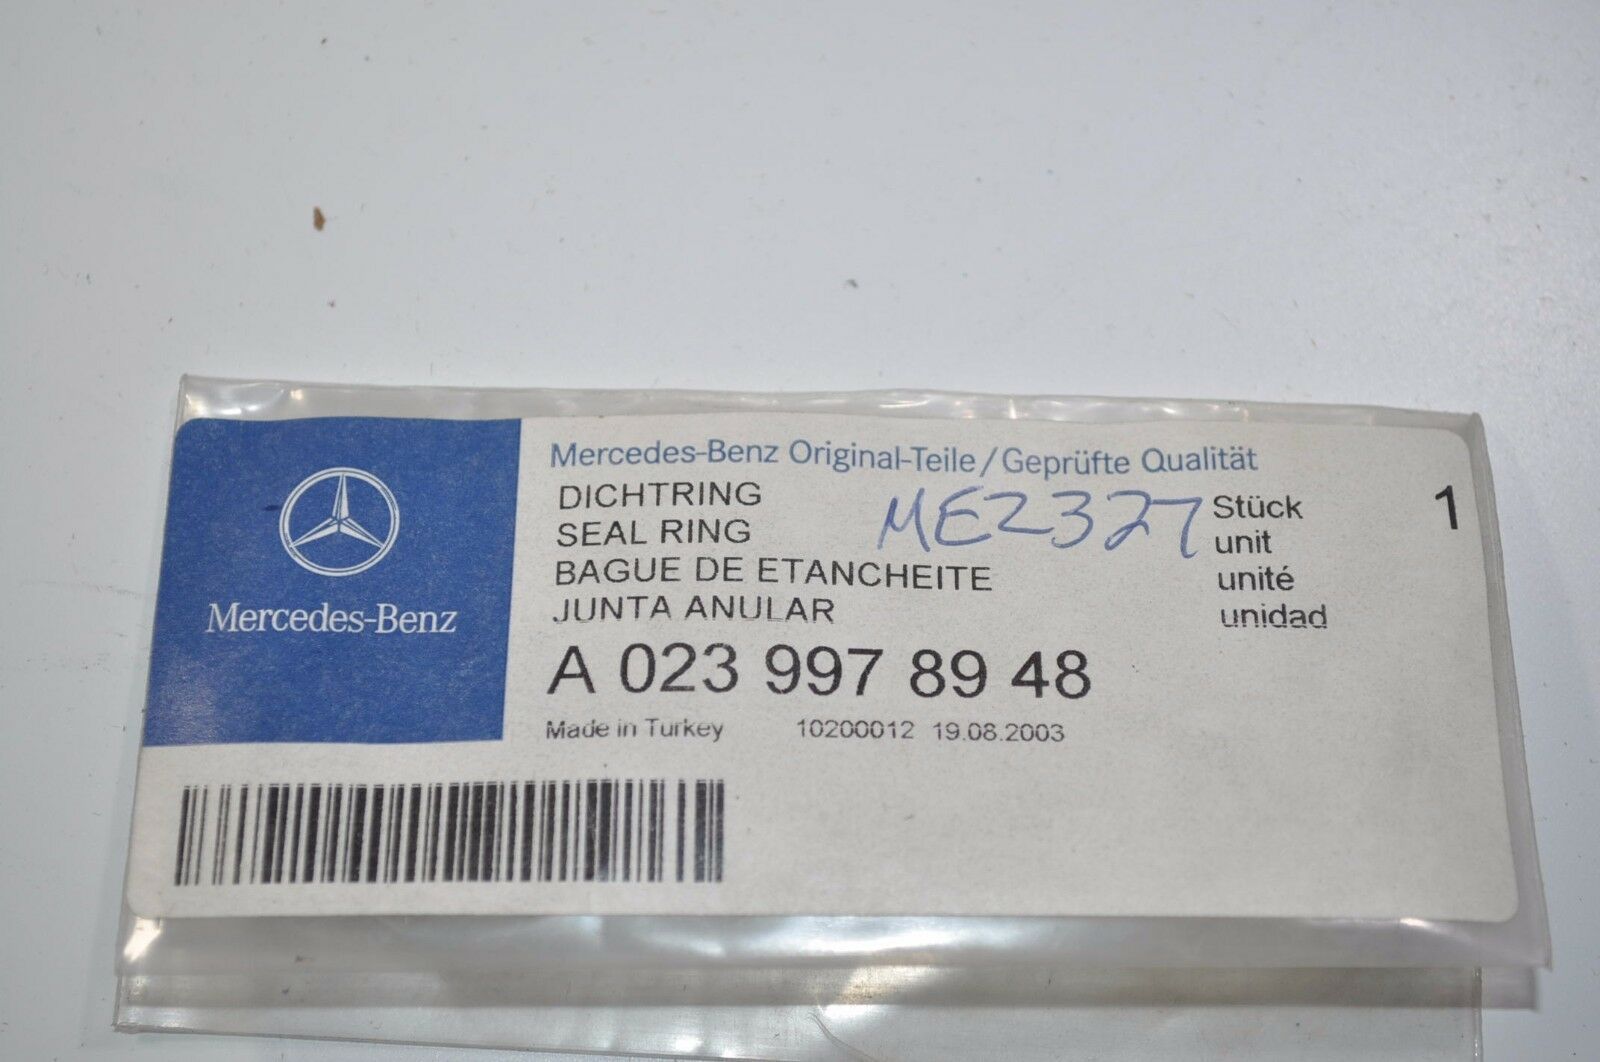 Mercedes-Benz Original-Teile/Geprüfte Qualität
DICHTRING
SEAL RING
BAGUE DE ETANCHEITE
JUNTA ANULAR
ME2327
Stück 1
unit
unité
unidad
Mercedes-Benz
A 023 997 89 48
Made in Turkey 10200012 19.08.2003